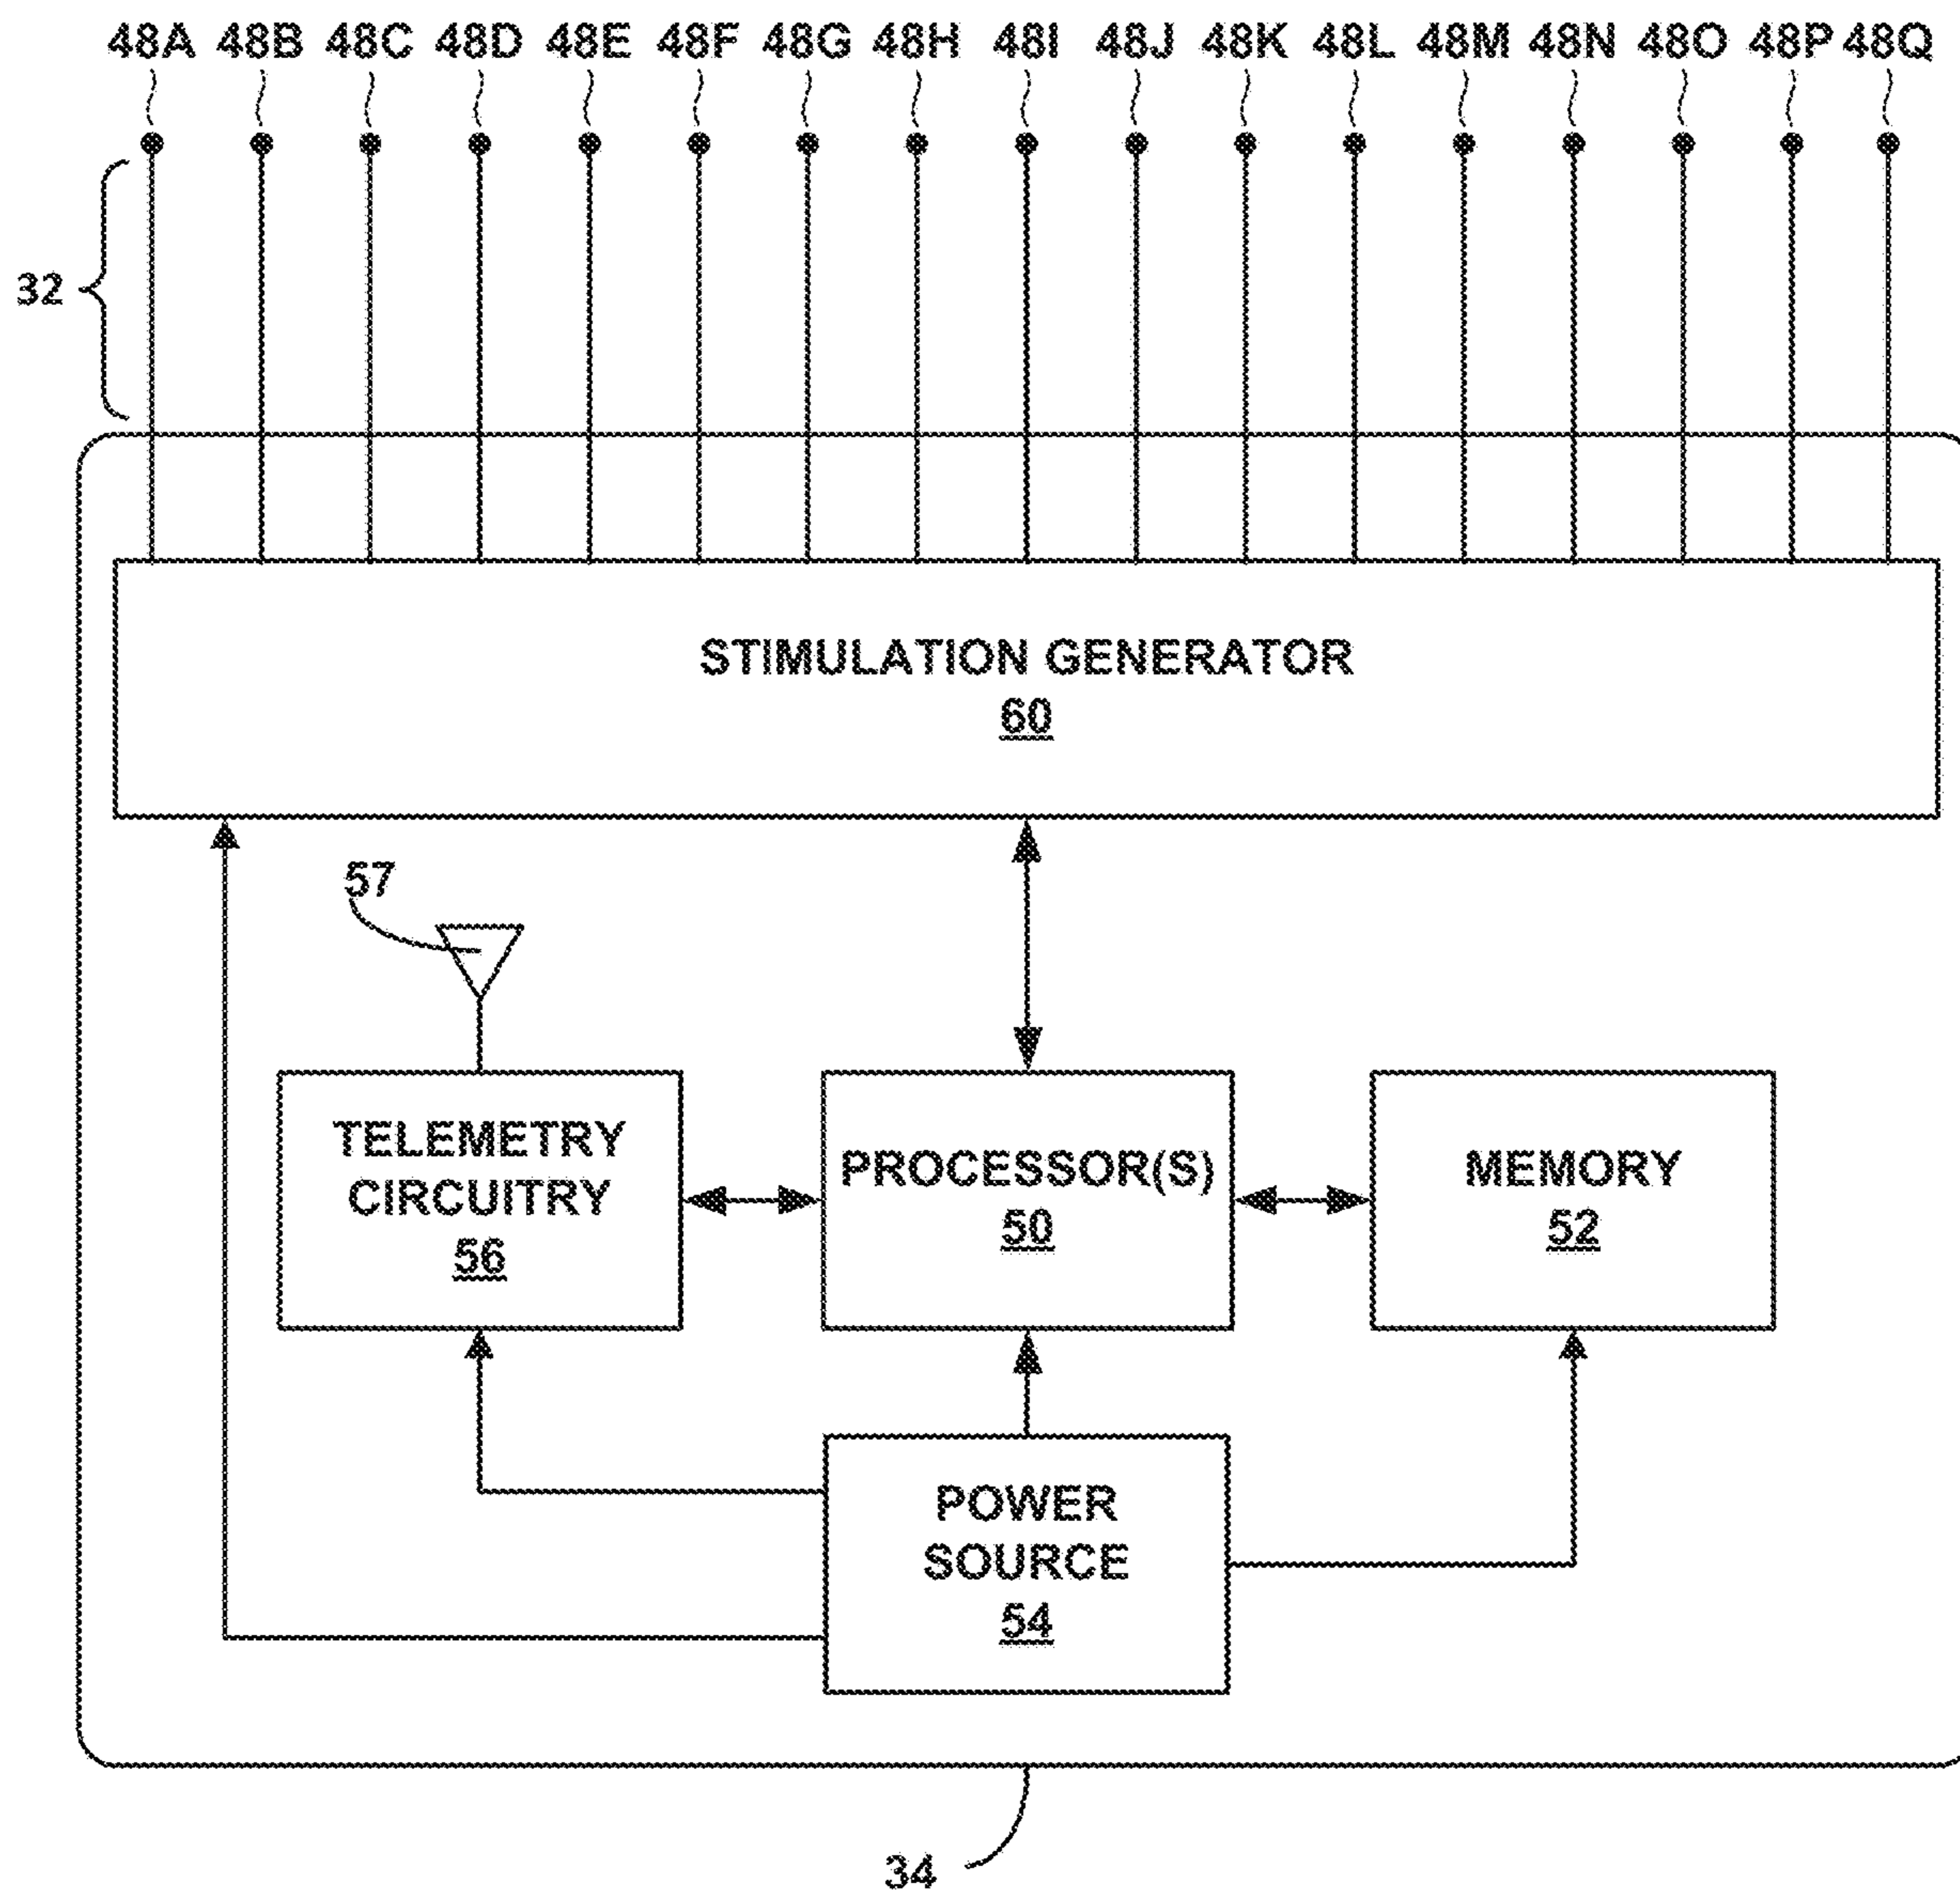 48A 48B 48C 48D 48E 48F 48G 48H 48I 48J 48K 48L 48M 48N 48O 48P 48Q
32
STIMULATION GENERATOR
60
57
TELEMETRY
CIRCUITRY
56
PROCESSOR(S)
50
MEMORY
52
POWER
SOURCE
54
34